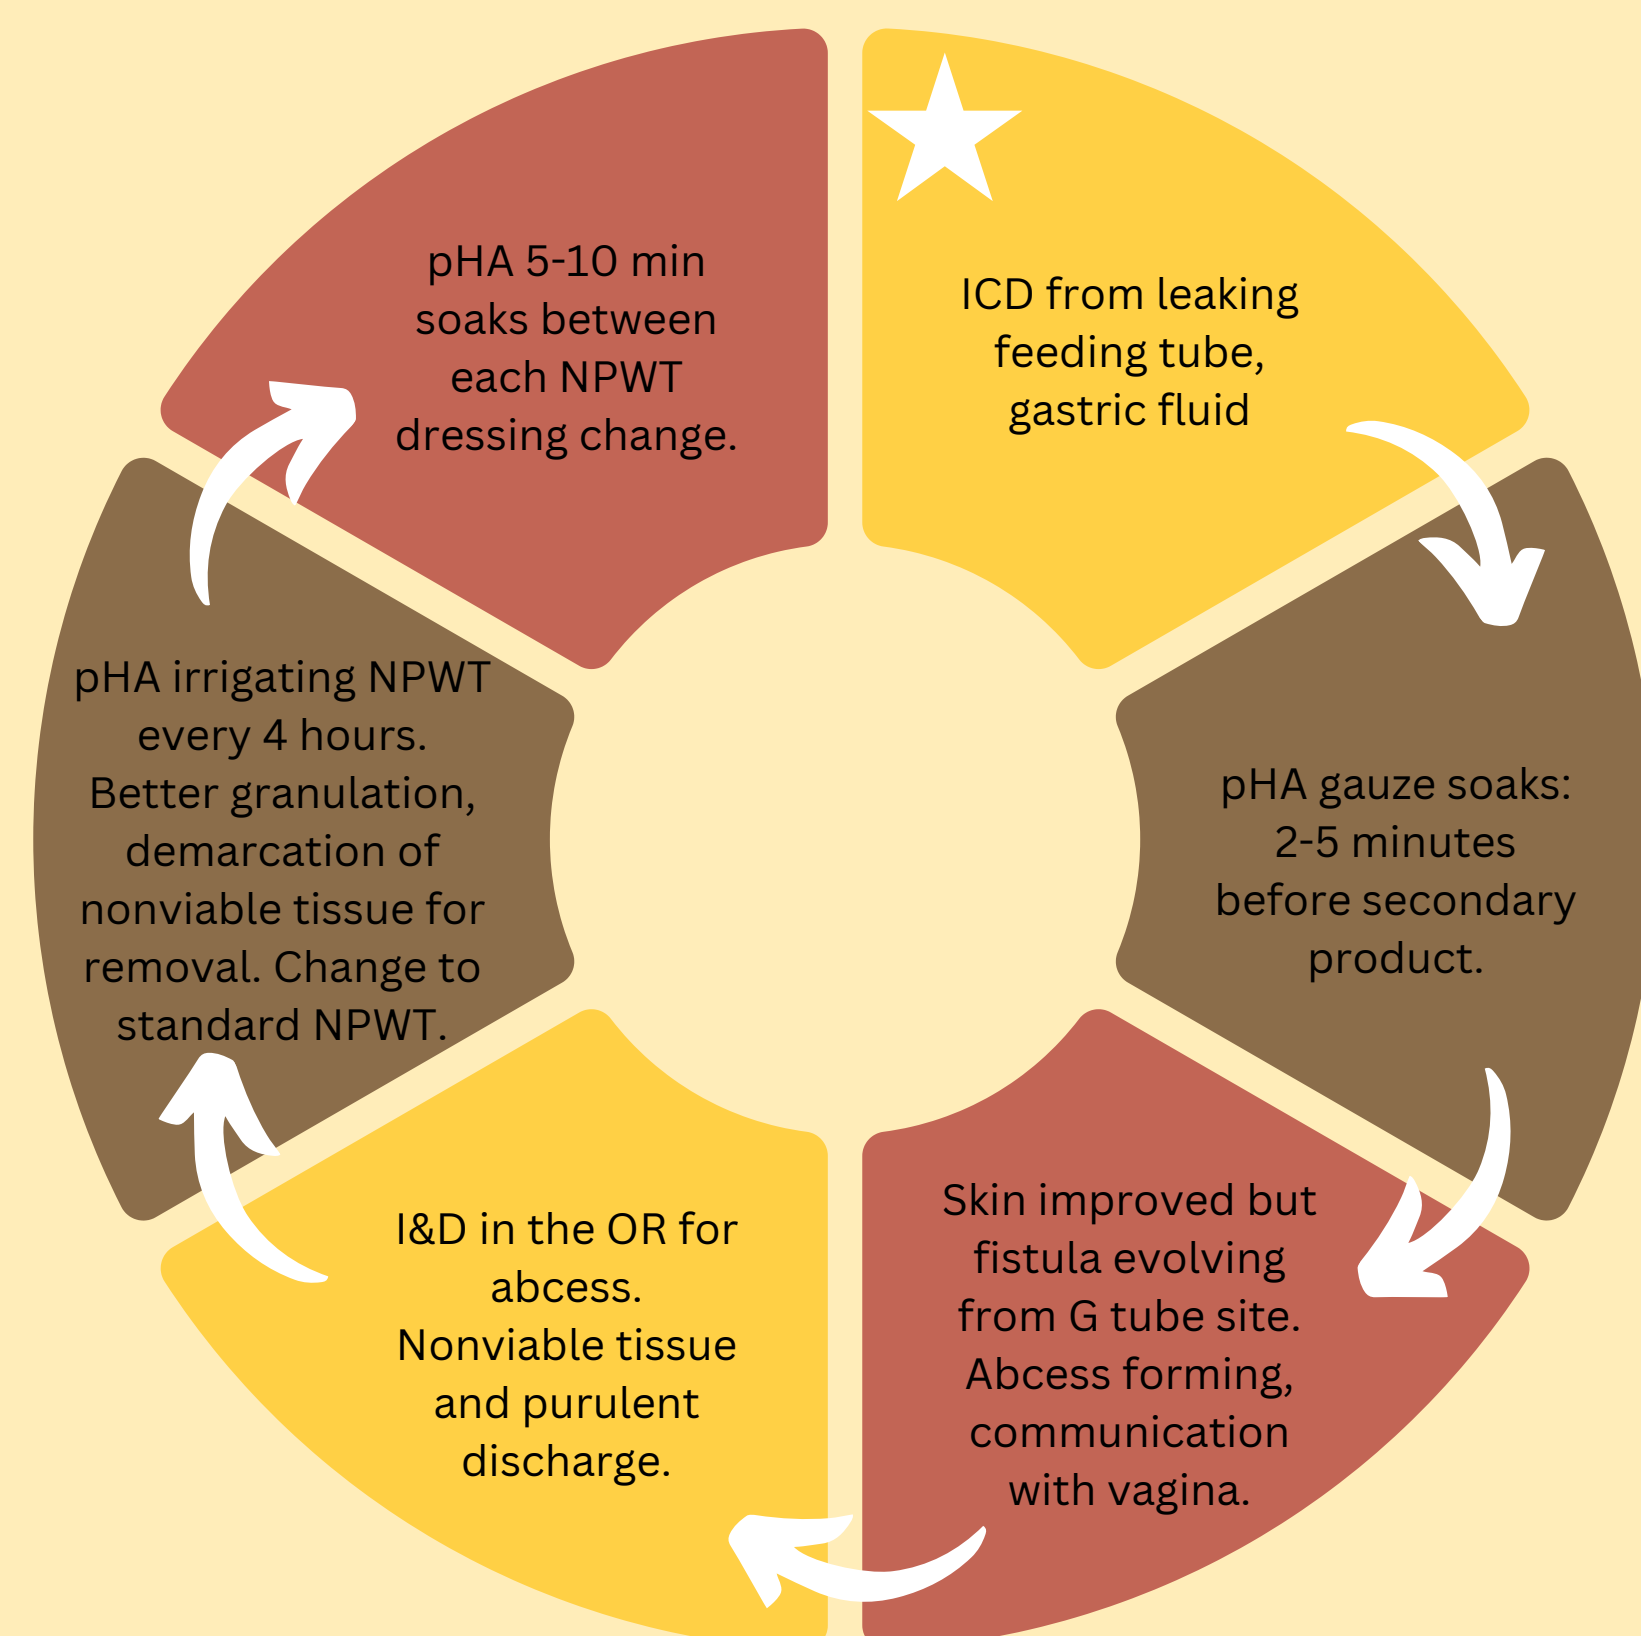 ICD from leaking
feeding tube,
gastric fluid
pHA gauze soaks:
2-5 minutes
before secondary
product.
Skin improved but
fistula evolving
from G tube site.
Abcess forming,
communication
with vagina.
I&D in the OR for
abcess.
Nonviable tissue
and purulent
discharge.
pHA irrigating NPWT
every 4 hours.
Better granulation,
demarcation of
nonviable tissue for
removal. Change to
standard NPWT.
pHA 5-10 min
soaks between
each NPWT
dressing change.